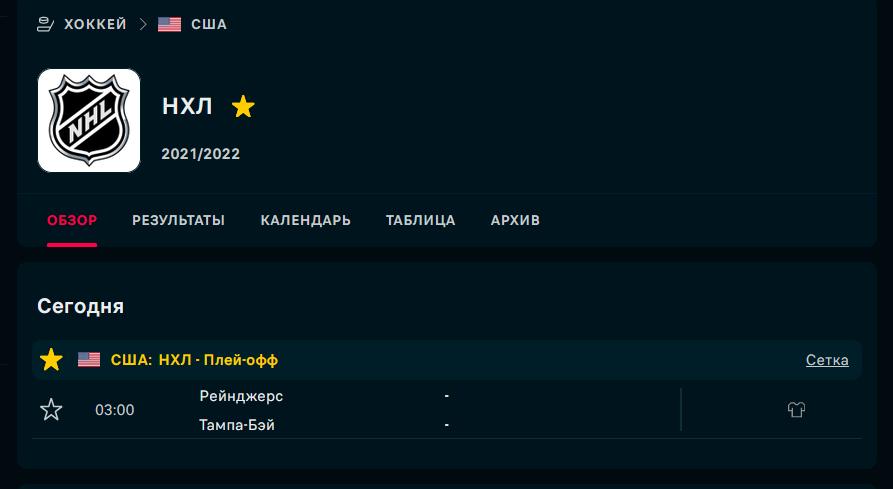 ХОККЕЙ > США
NHL
НХЛ
2021/2022
ОБЗОР РЕЗУЛЬТАТЫ КАЛЕНДАРЬ ТАБЛИЦА АРХИВ
Сегодня
США: НХЛ - Плей-офф Сетка
Рейнджерс -
03:00
Тампа-Бэй -